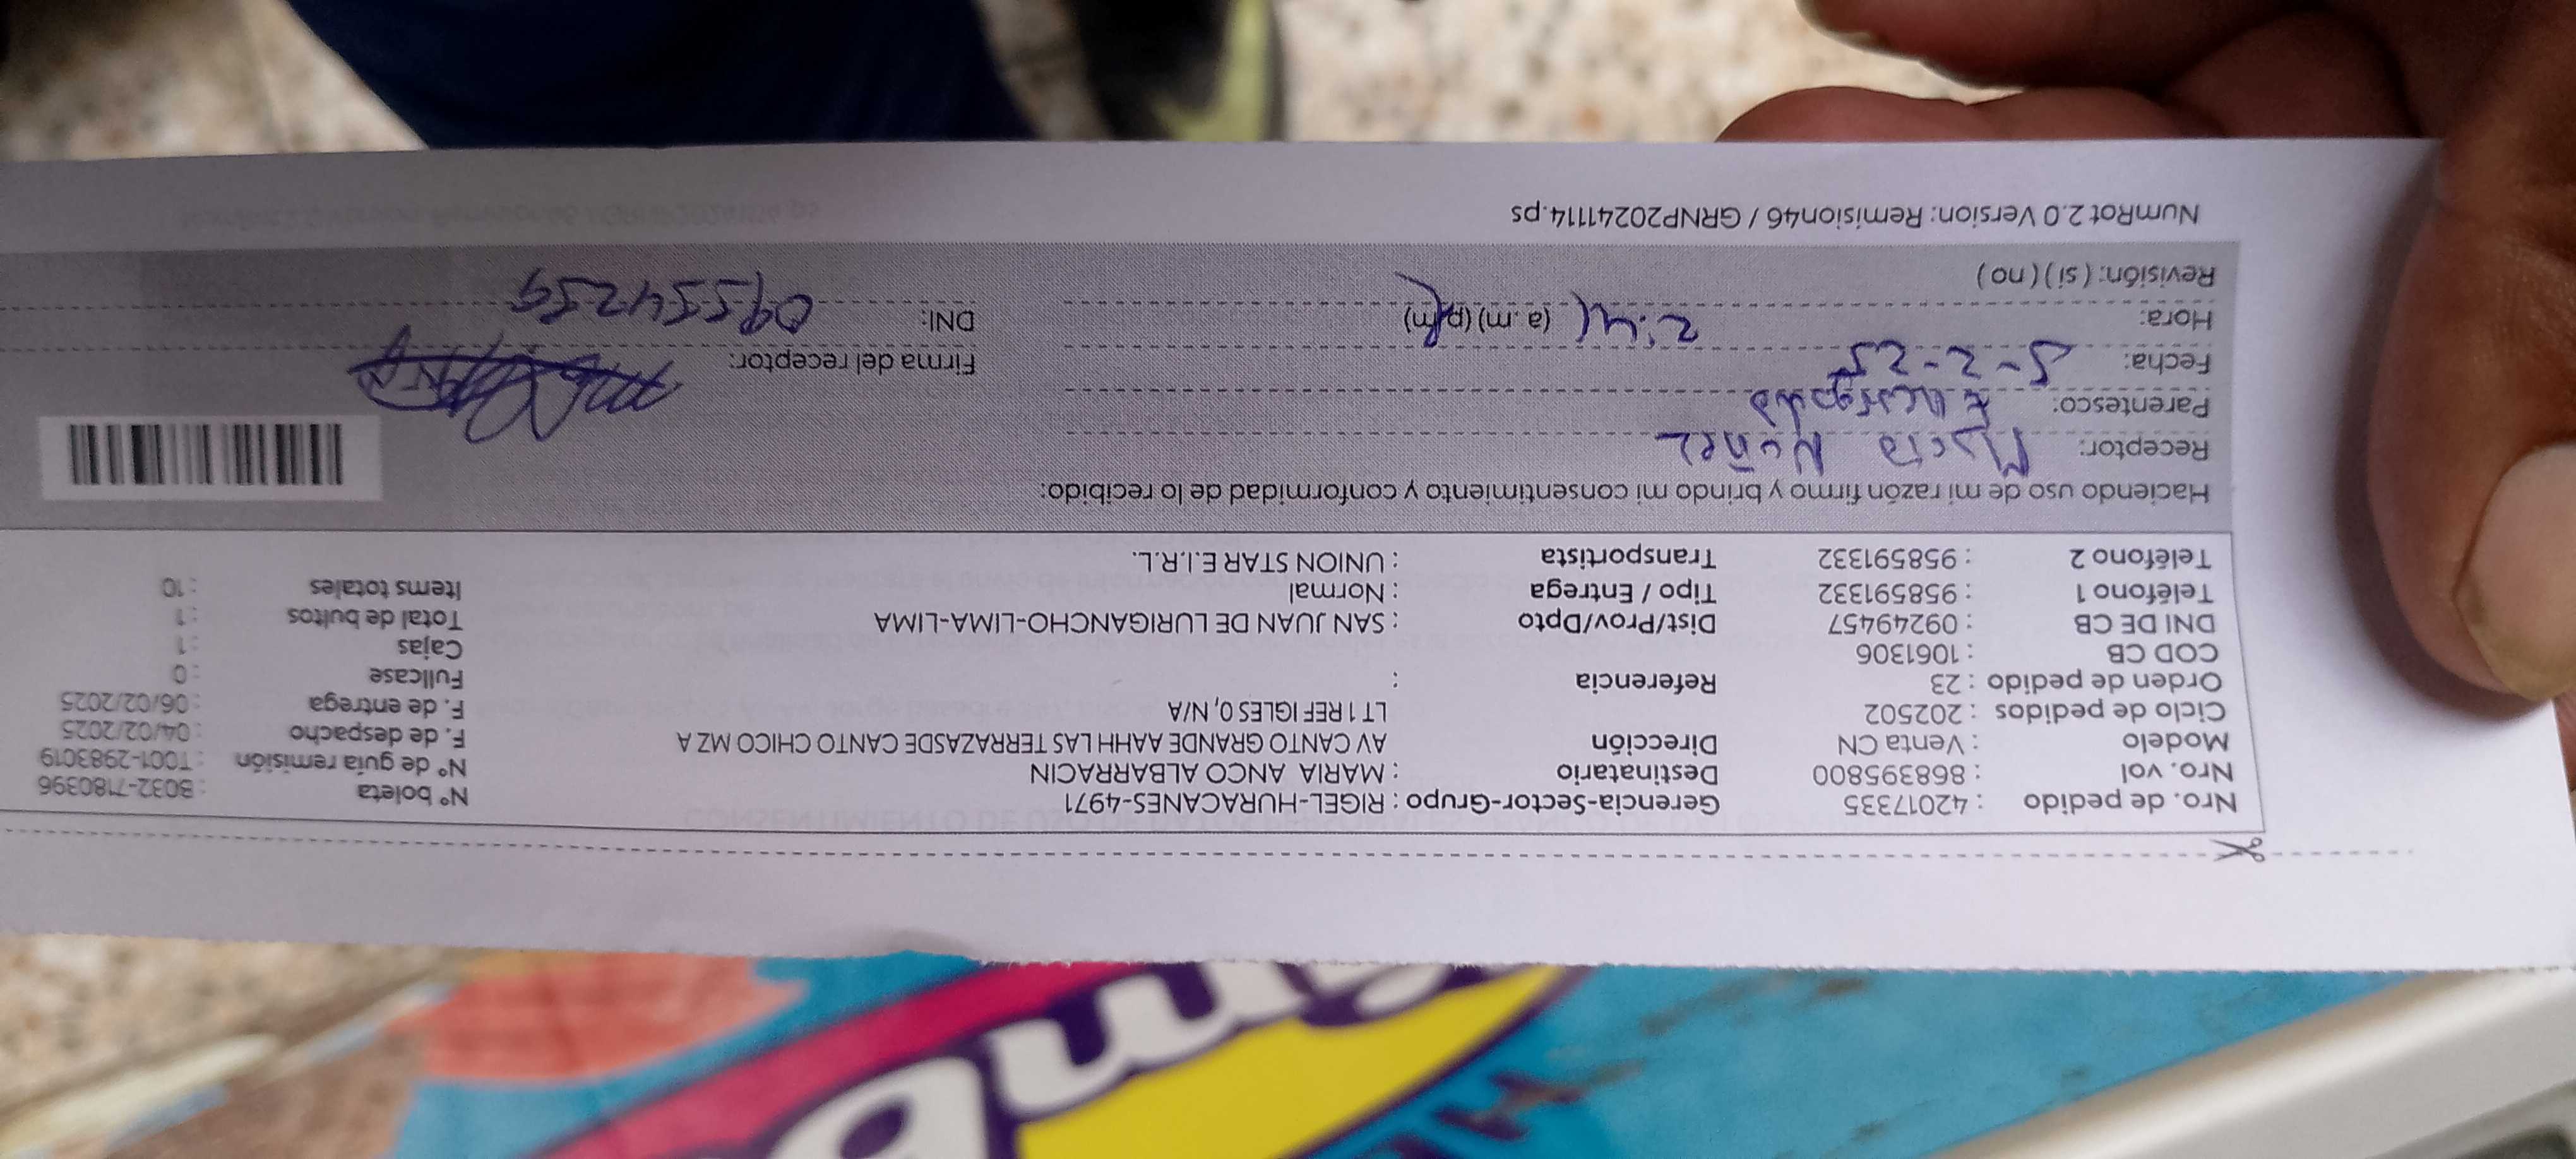 Nro. de pedido : 42017335 Gerencia-Sector-Grupo : RIGEL-HURACANES-4971 Nº boleta : B032-7180396
Nro. vol : 868395800 Destinatario : MARIA ANCO ALBARRACIN Nº de guía remisión : T001-2983019
Modelo : Venta CN Dirección AV CANTO GRANDE AAHH LAS TERRAZASDE CANTO CHICO MZ A F. de despacho : 04/02/2025
Ciclo de pedidos : 202502 LT 1 REF IGLES 0, N/A F. de entrega : 06/02/2025
Orden de pedido : 23 Referencia : Fullcase : 0
COD CB : 1061306 Cajas : 1
DNI DE CB : 09249457 Dist/Prov/Dpto : SAN JUAN DE LURIGANCHO-LIMA-LIMA Total de bultos : 1
Teléfono 1 : 958591332 Tipo / Entrega : Normal Items totales : 10
Teléfono 2 : 958591332 Transportista : UNION STAR E.I.R.L.
Haciendo uso de mi razón firmo y brindo mi consentimiento y conformidad de lo recibido:
Receptor: Nuñez
Parentesco: Encargado
Fecha: 5-2-25 Firma del receptor:
Hora: 2:41 (a. m) (p. m) DNI: 09554259
Revisión: ( si ) ( no )
NumRot 2.0 Version: Remision46 / GRNP20241114.ps